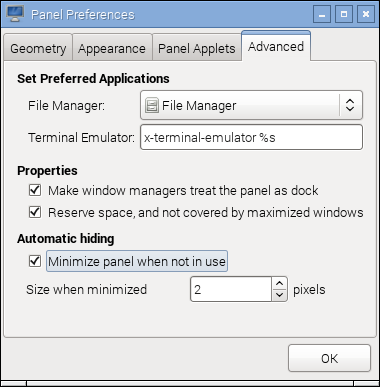 Panel Preferences
Geometry Appearance Panel Applets Advanced
Set Preferred Applications
File Manager: File Manager
Terminal Emulator: x-terminal-emulator %s
Properties
Make window managers treat the panel as dock
Reserve space, and not covered by maximized windows
Automatic hiding
Minimize panel when not in use
Size when minimized 2 pixels
OK